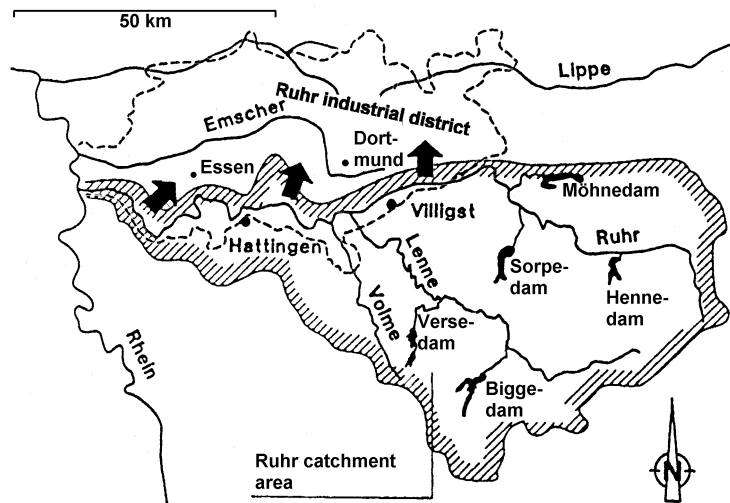 50 km
Lippe
Ruhr industrial district
Emscher
Dort-
mund
Essen
Möhnedam
Villigst
Hattingen
Ruhr
Lenne
Sorpe-
dam
Henne-
dam
Volme
Verse-
dam
Rhein
Bigge-
dam
Ruhr catchment
area
N